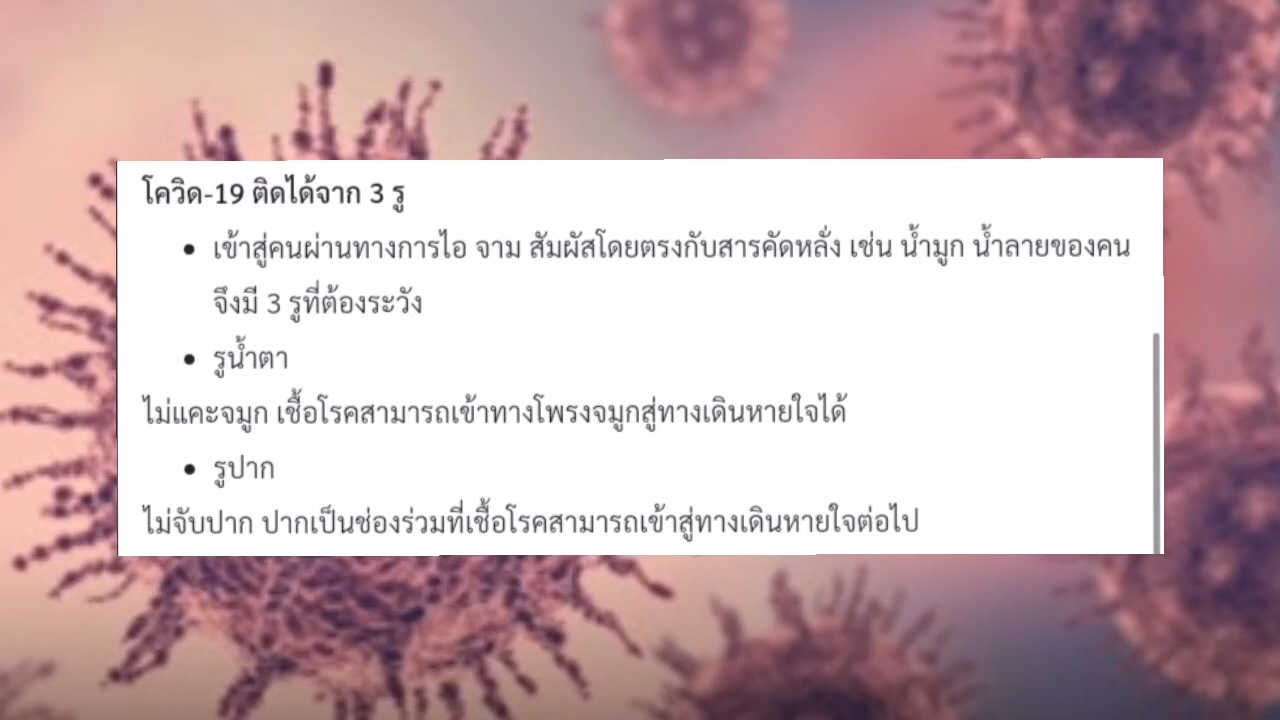 โควิด-19 ติดได้จาก 3 รู
• เข้าสู่คนผ่านทางการไอ จาม สัมผัสโดยตรงกับสารคัดหลั่ง เช่น น้ำมูก น้ำลายของคน
จึงมี 3 รูที่ต้องระวัง
• รูน้ำตา
ไม่แคะจมูก เชื้อโรคสามารถเข้าทางโพรงจมูกสู่ทางเดินหายใจได้
• รูปาก
ไม่จับปาก ปากเป็นช่องร่วมที่เชื้อโรคสามารถเข้าสู่ทางเดินหายใจต่อไป